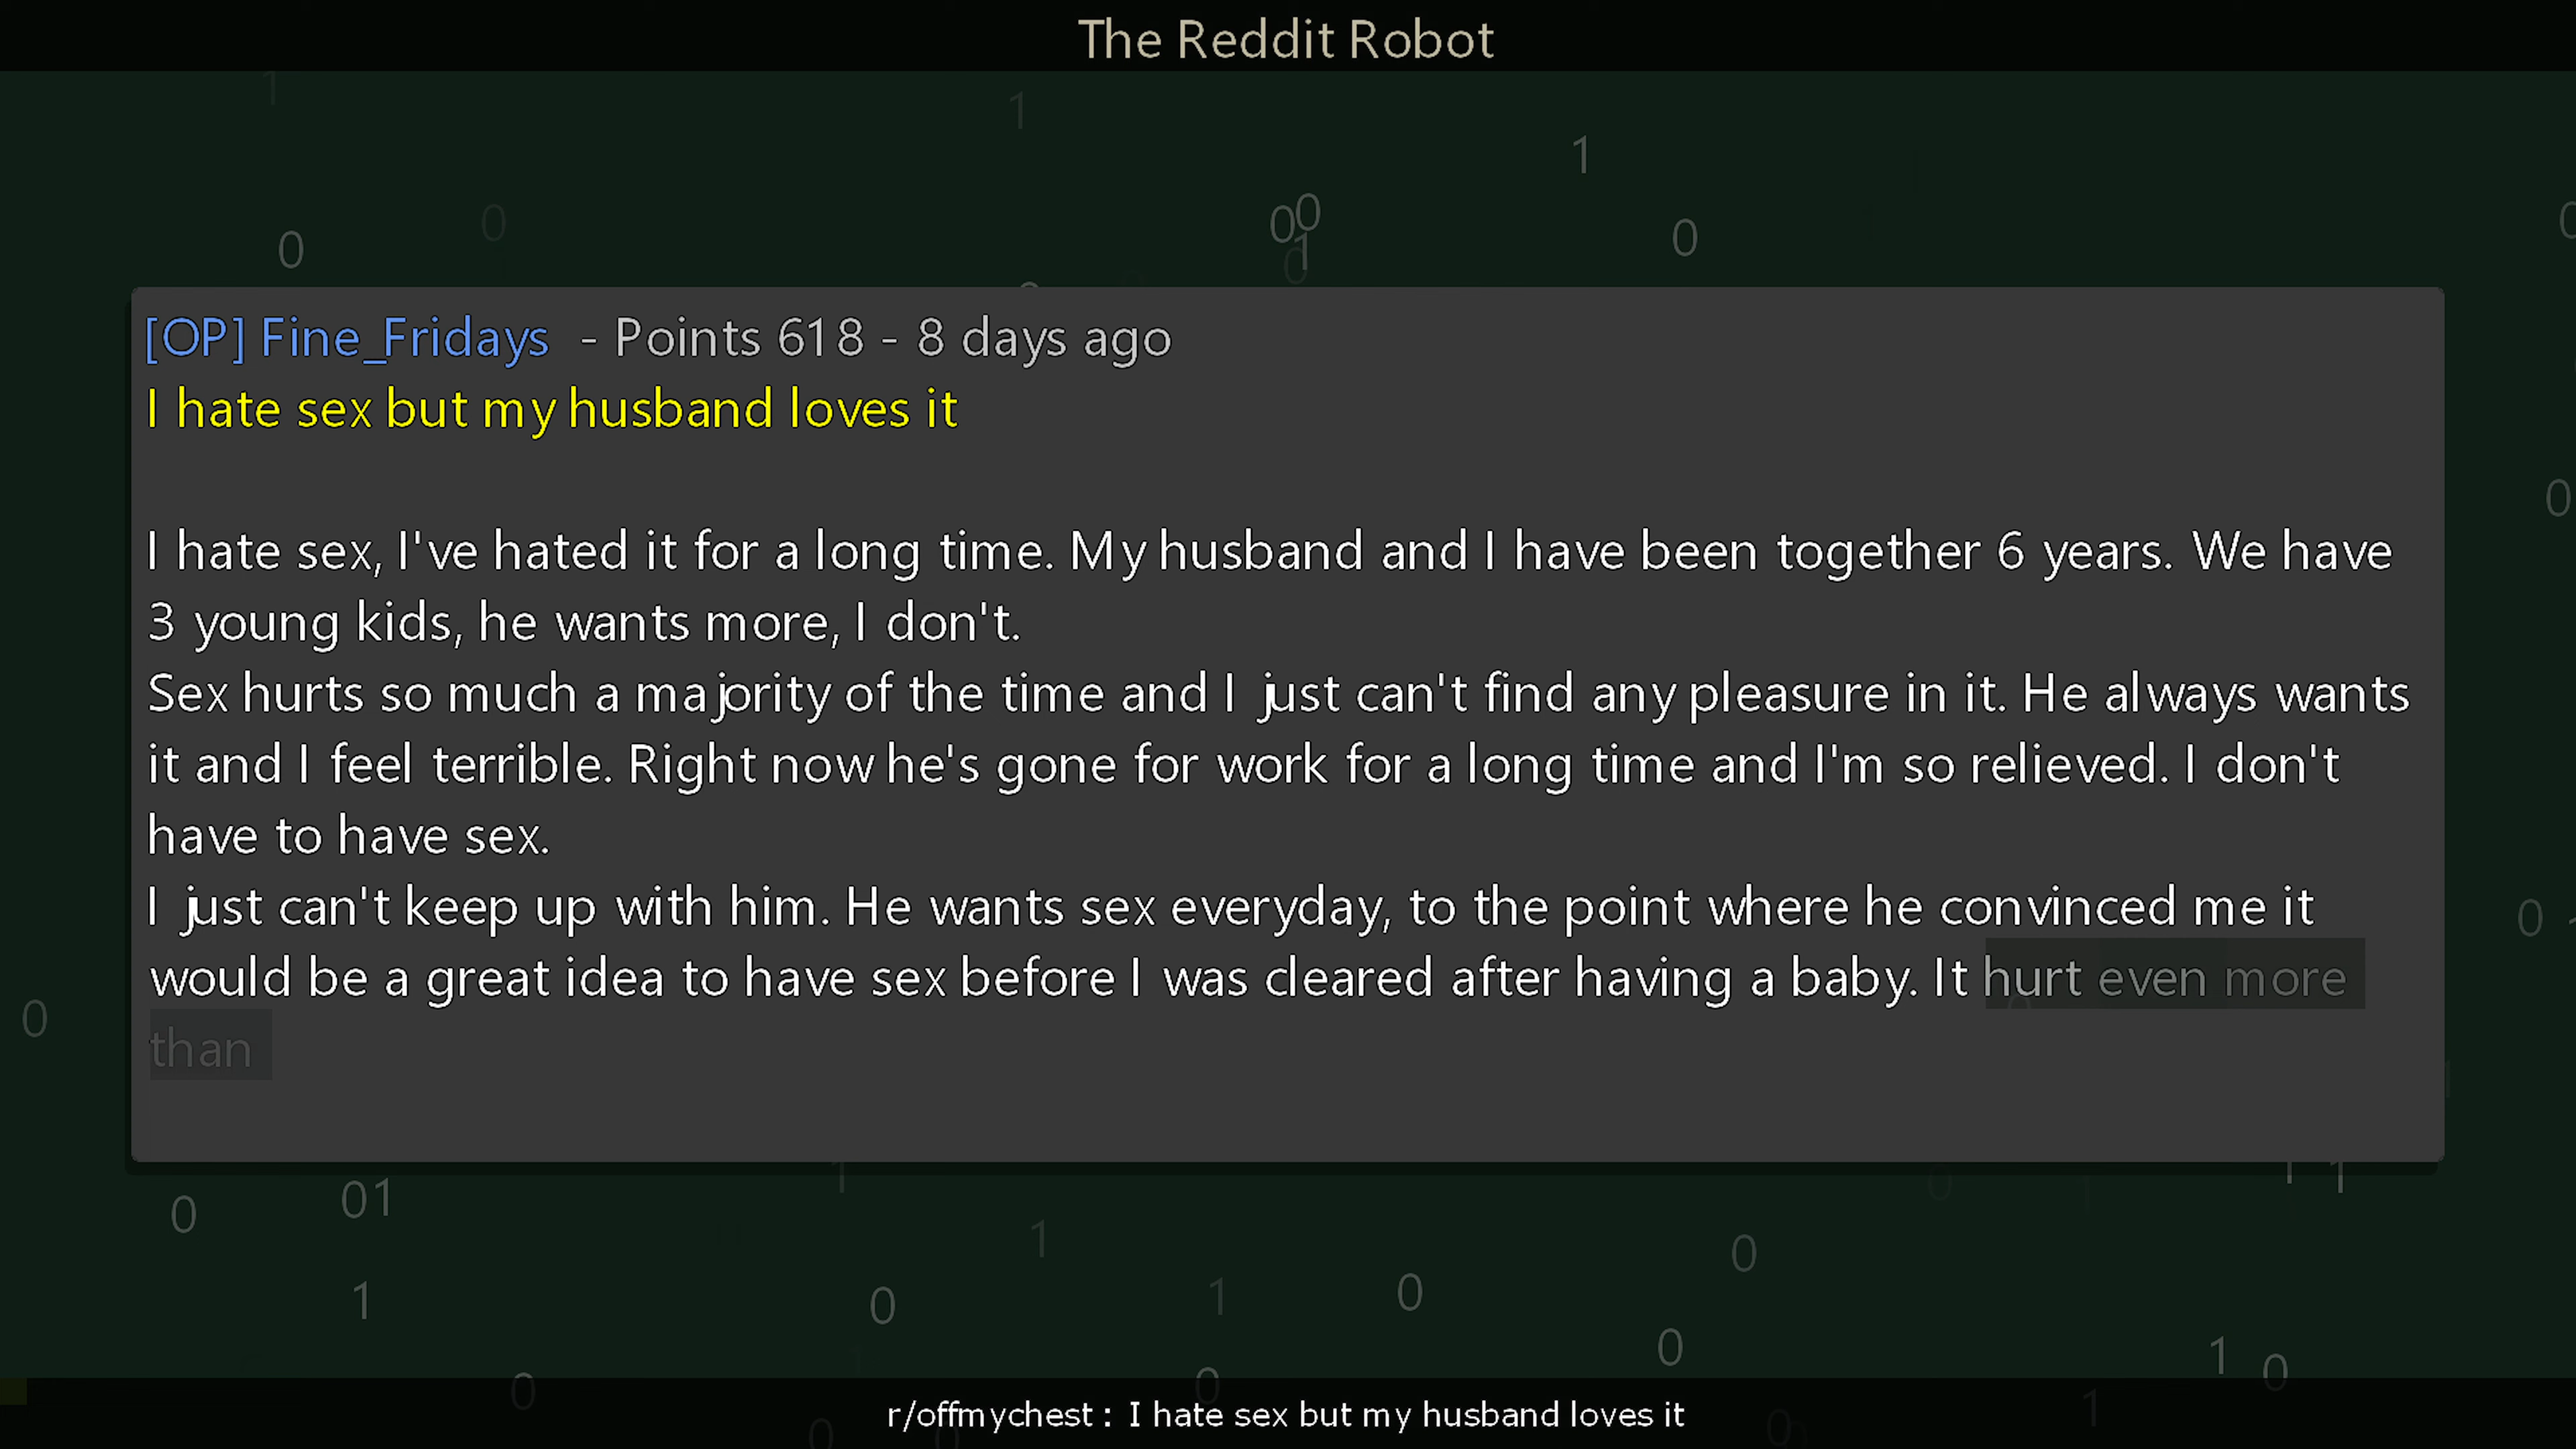 The Reddit Robot
[OP] Fine_Fridays - Points 618 - 8 days ago
I hate sex but my husband loves it
I hate sex, I've hated it for a long time. My husband and I have been together 6 years. We have
3 young kids, he wants more, I don't.
Sex hurts so much a majority of the time and I just can't find any pleasure in it. He always wants
it and I feel terrible. Right now he's gone for work for a long time and I'm so relieved. I don't
have to have sex.
I just can't keep up with him. He wants sex everyday, to the point where he convinced me it
would be a great idea to have sex before I was cleared after having a baby. It hurt even more
than
r/offmychest : I hate sex but my husband loves it